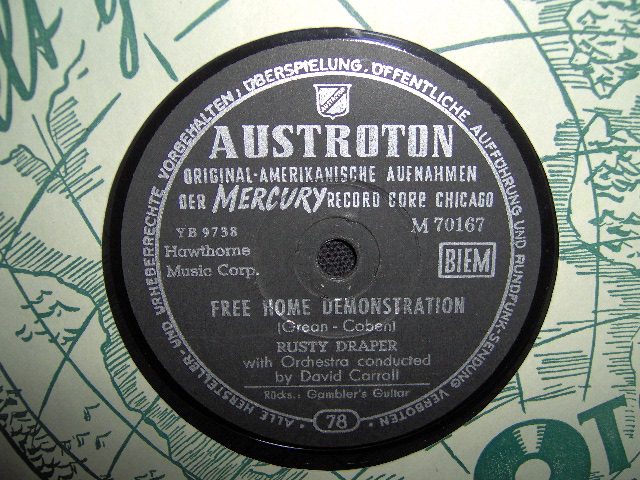 ALLE HERSTELLER- UND URHEBERRECHTE VORBEHALTEN; ÜBERSPIELUNG, ÖFFENTLICHE AUFFÜHRUNG UND RUNDFUNK-SENDUNG VERBOTEN
AUSTROTON
AUSTROTON
ORIGINAL-AMERIKANISCHE AUFNAHMEN
DER MERCURY RECORD CORP CHICAGO
YB 9738
M 70167
Hawthorne
Music Corp.
BIEM
FREE HOME DEMONSTRATION
(Grean - Coben)
RUSTY DRAPER
with Orchestra conducted
by David Carroll
Rücks.: Gambler's Guitar
78
OT